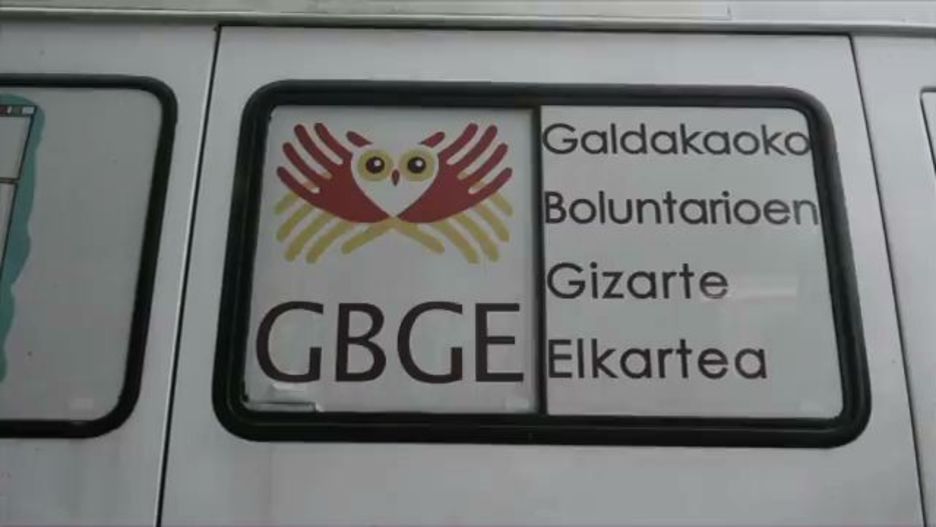 GBGE
Galdakaoko
Boluntarioen
Gizarte
Elkartea